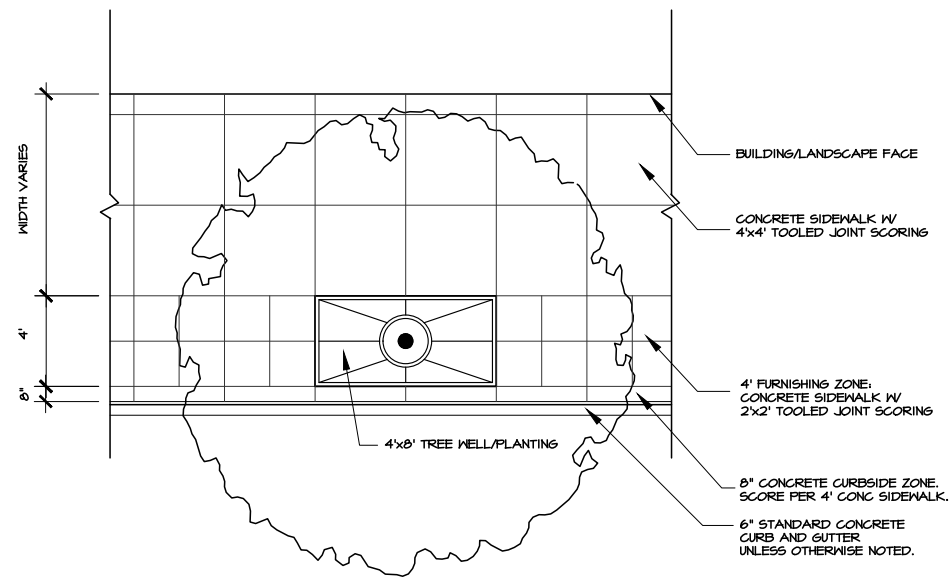 WIDTH VARIES
4'
8"
BUILDING/LANDSCAPE FACE
CONCRETE SIDEWALK W/
4'x4' TOOLED JOINT SCORING
4' FURNISHING ZONE:
CONCRETE SIDEWALK W/
2'x2' TOOLED JOINT SCORING
4'x8' TREE WELL/PLANTING
8" CONCRETE CURBSIDE ZONE.
SCORE PER 4' CONC SIDEWALK.
6" STANDARD CONCRETE
CURB AND GUTTER
UNLESS OTHERWISE NOTED.